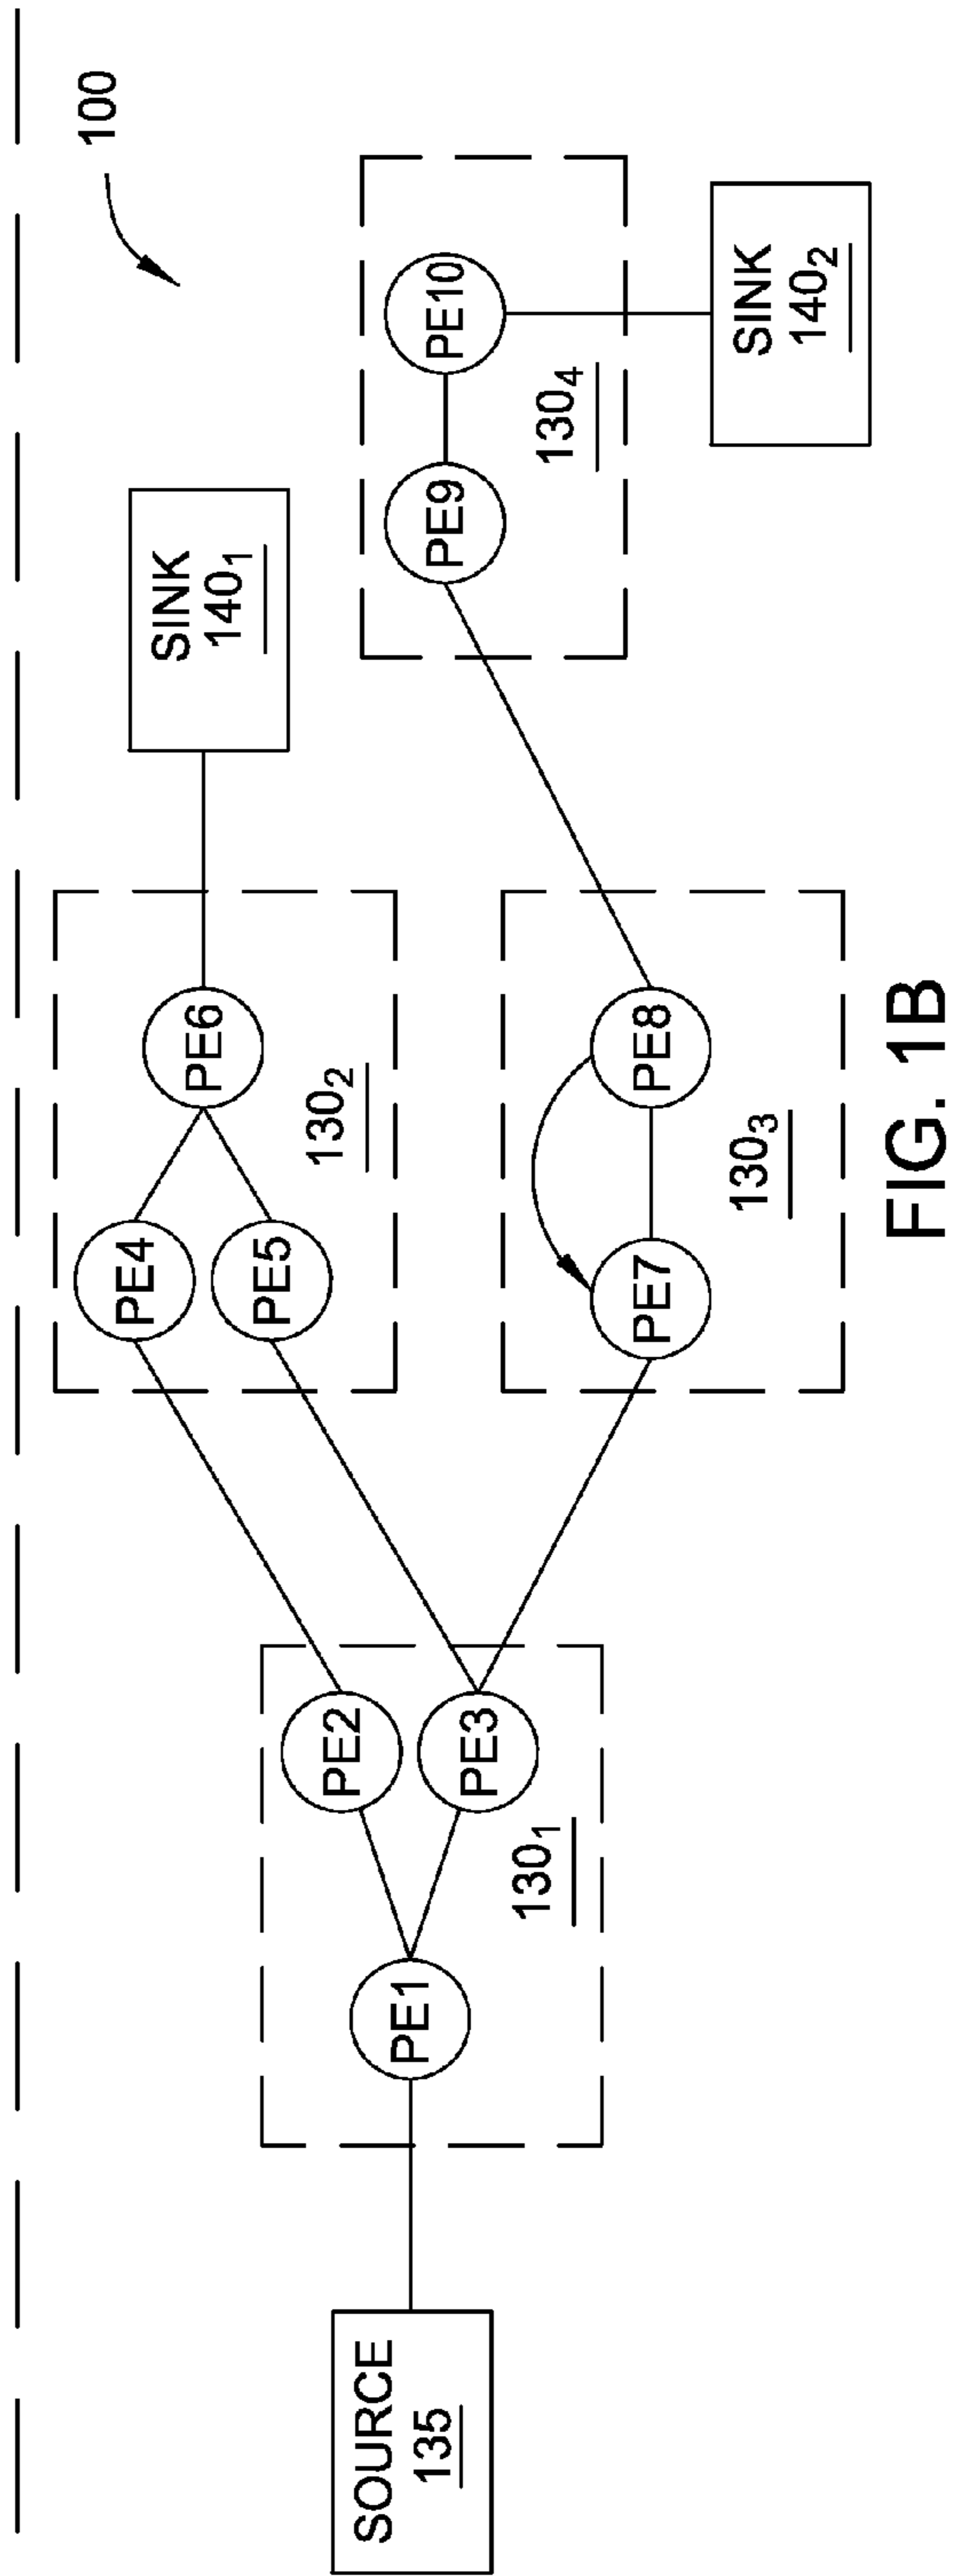 100
SOURCE
135
PE1
PE2
PE3
130₁
PE4
PE5
PE6
130₂
SINK
140₁
PE7
PE8
130₃
PE9
PE10
130₄
SINK
140₂
FIG. 1B